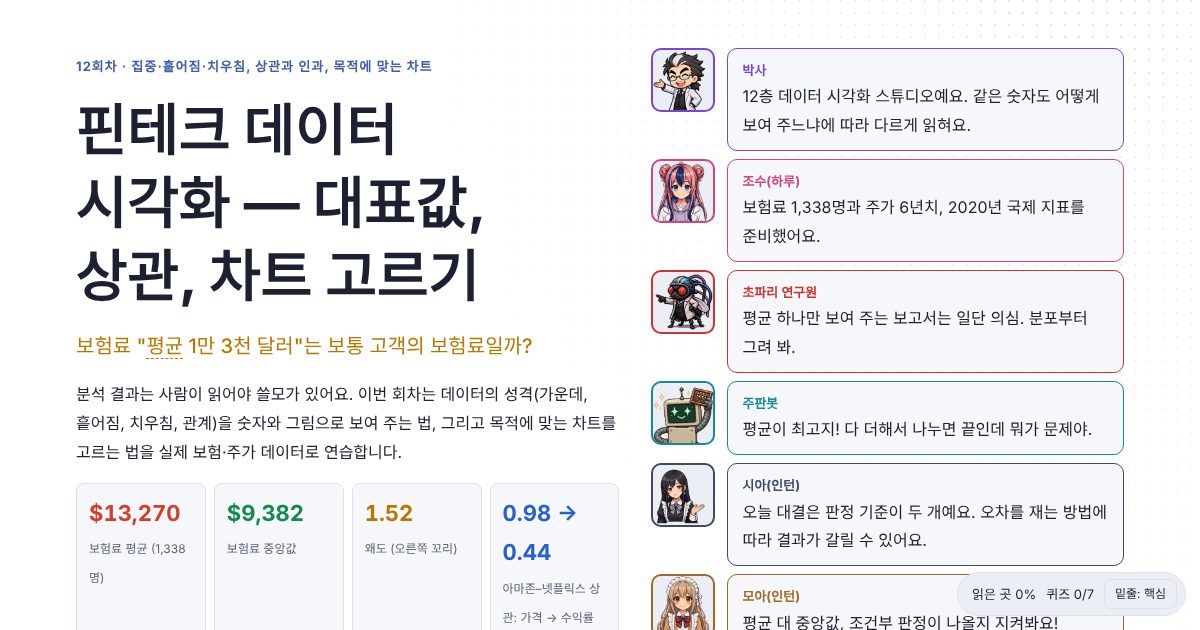 12회차 · 집중·흩어짐·치우침, 상관과 인과, 목적에 맞는 차트
핀테크 데이터
시각화 — 대표값,
상관, 차트 고르기
보험료 "평균 1만 3천 달러"는 보통 고객의 보험료일까?
분석 결과는 사람이 읽어야 쓸모가 있어요. 이번 회차는 데이터의 성격(가운데,
흩어짐, 치우침, 관계)을 숫자와 그림으로 보여 주는 법, 그리고 목적에 맞는 차트를
고르는 법을 실제 보험·주가 데이터로 연습합니다.
$13,270
보험료 평균 (1,338
명)
$9,382
보험료 중앙값
1.52
왜도 (오른쪽 꼬리)
0.98 →
0.44
아마존–넷플릭스 상
관: 가격 → 수익률
박사
12층 데이터 시각화 스튜디오예요. 같은 숫자도 어떻게
보여 주느냐에 따라 다르게 읽혀요.
조수(하루)
보험료 1,338명과 주가 6년치, 2020년 국제 지표를
준비했어요.
초파리 연구원
평균 하나만 보여 주는 보고서는 일단 의심. 분포부터
그려 봐.
주판봇
평균이 최고지! 다 더해서 나누면 끝인데 뭐가 문제야.
시아(인턴)
오늘 대결은 판정 기준이 두 개예요. 오차를 재는 방법에
따라 결과가 갈릴 수 있어요.
모아(인턴)
평균 대 중앙값, 조건부 판정이 나올지 지켜봐요!
읽은 곳 0% 퀴즈 0/7 밑줄: 핵심